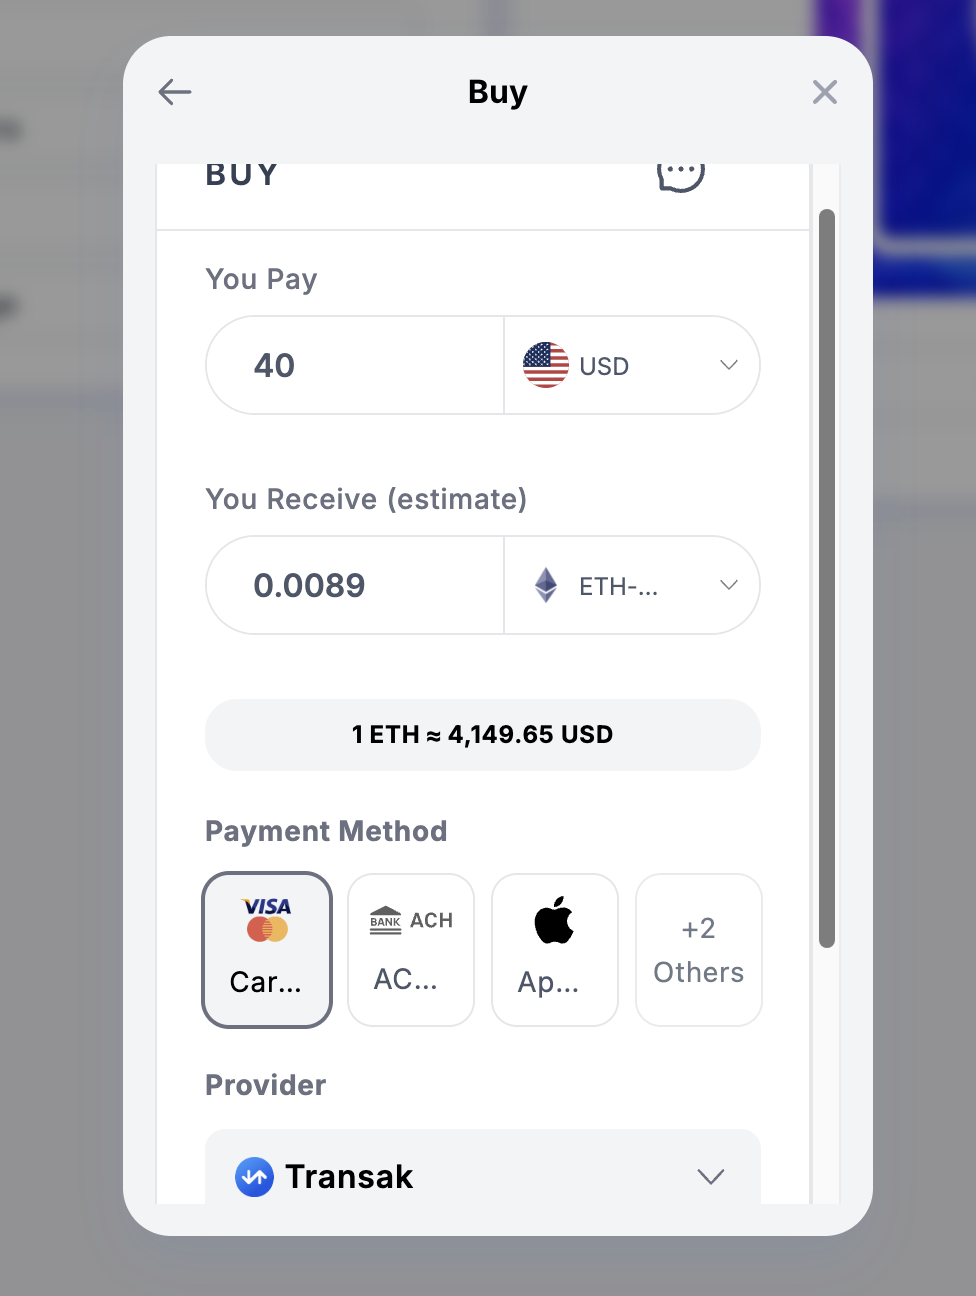 Buy
BUY
You Pay
40 USD
You Receive (estimate)
0.0089 ETH-...
1 ETH ≈ 4,149.65 USD
Payment Method
VISA BANK ACH +2
Car... AC... Ap... Others
Provider
Transak